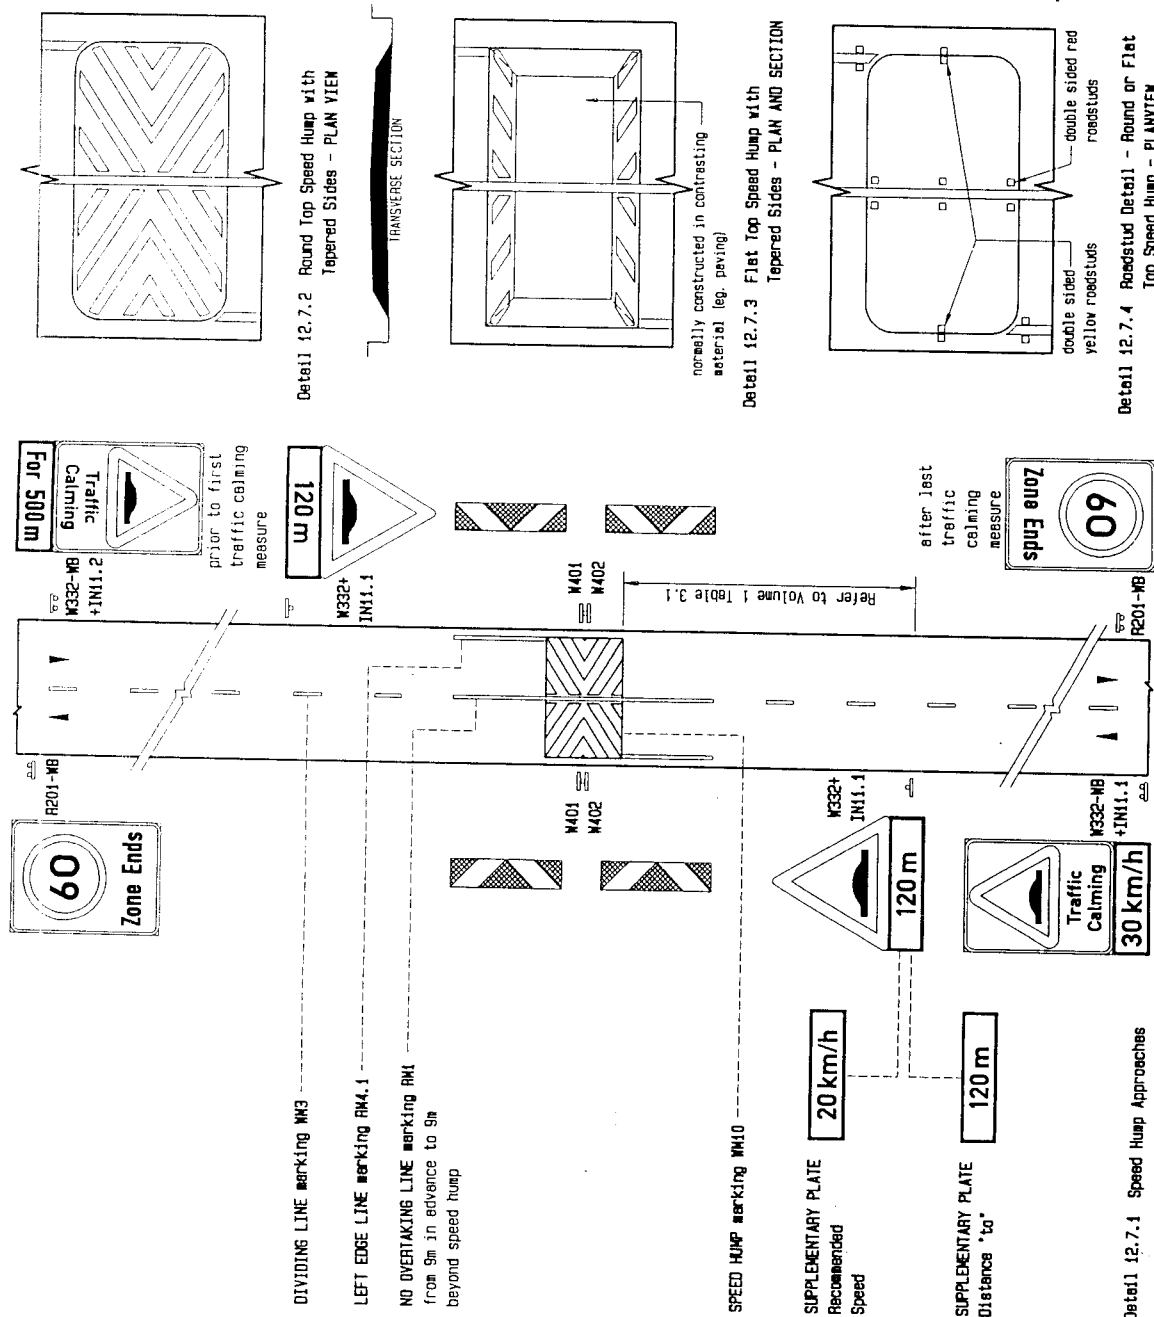 Detail 12.7.2 Round Top Speed Hump with
Tapered Sides - PLAN VIEW
TRANSVERSE SECTION
normally constructed in contrasting
material (eg. paving)
Detail 12.7.3 Flat Top Speed Hump with
Tapered Sides - PLAN AND SECTION
double sided
yellow roadstuds
double sided red
roadstuds
Detail 12.7.4 Roadstud Detail - Round or Flat
Top Speed Hump - PLANVIEW
For 500 m
Traffic
Calming
W332-WB
+IN11.2
prior to first
traffic calming
measure
120 m
W332+
IN11.1
W401
W402
Refer to Volume 1 Table 3.1
after last
traffic
calming
measure
60
Zone Ends
R201-WB
R201-WB
60
Zone Ends
W401
W402
W332+
IN11.1
120 m
W332-WB
+IN11.1
Traffic
Calming
30 km/h
DIVIDING LINE marking WM3
LEFT EDGE LINE marking RM4.1
NO OVERTAKING LINE marking RM1
from 9m in advance to 9m
beyond speed hump
SPEED HUMP marking WM10
SUPPLEMENTARY PLATE
Recommended
Speed
20 km/h
SUPPLEMENTARY PLATE
Distance "to"
120 m
Detail 12.7.1 Speed Hump Approaches